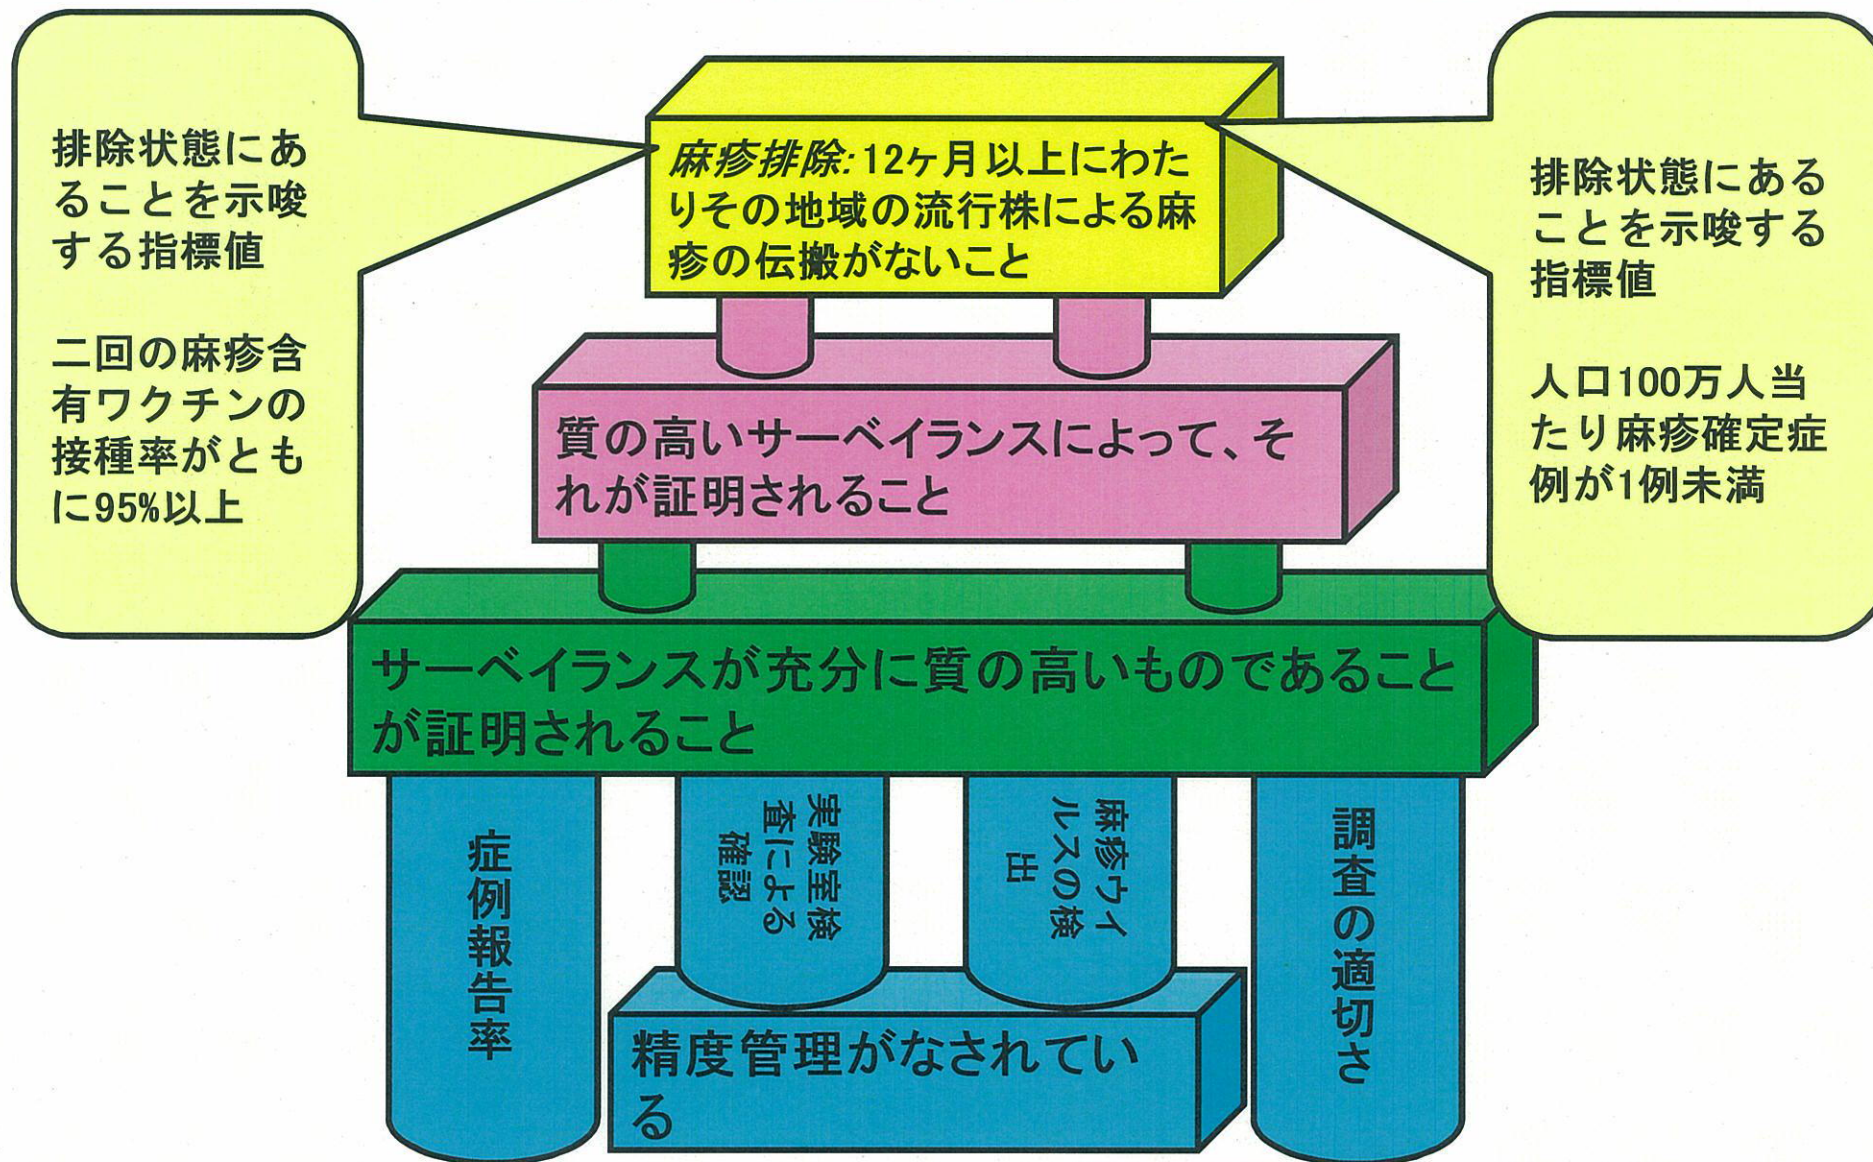 排除状態にあ
ることを示唆
する指標値
二回の麻疹含
有ワクチンの
接種率がとも
に95%以上
麻疹排除:12ヶ月以上にわた
りその地域の流行株による麻
疹の伝搬がないこと
排除状態にある
ことを示唆する
指標値
人口100万人当
たり麻疹確定症
例が1例未満
質の高いサーベイランスによって、そ
れが証明されること
サーベイランスが充分に質の高いものであること
が証明されること
症例報告率
実験室検
査による
確認
麻疹ウイ
ルスの検
出
調査の適切さ
精度管理がなされてい
る